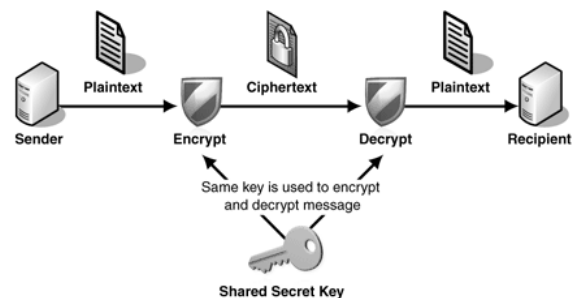 Plaintext
Ciphertext
Plaintext
Sender
Encrypt
Decrypt
Recipient
Same key is used to encrypt
and decrypt message
Shared Secret Key